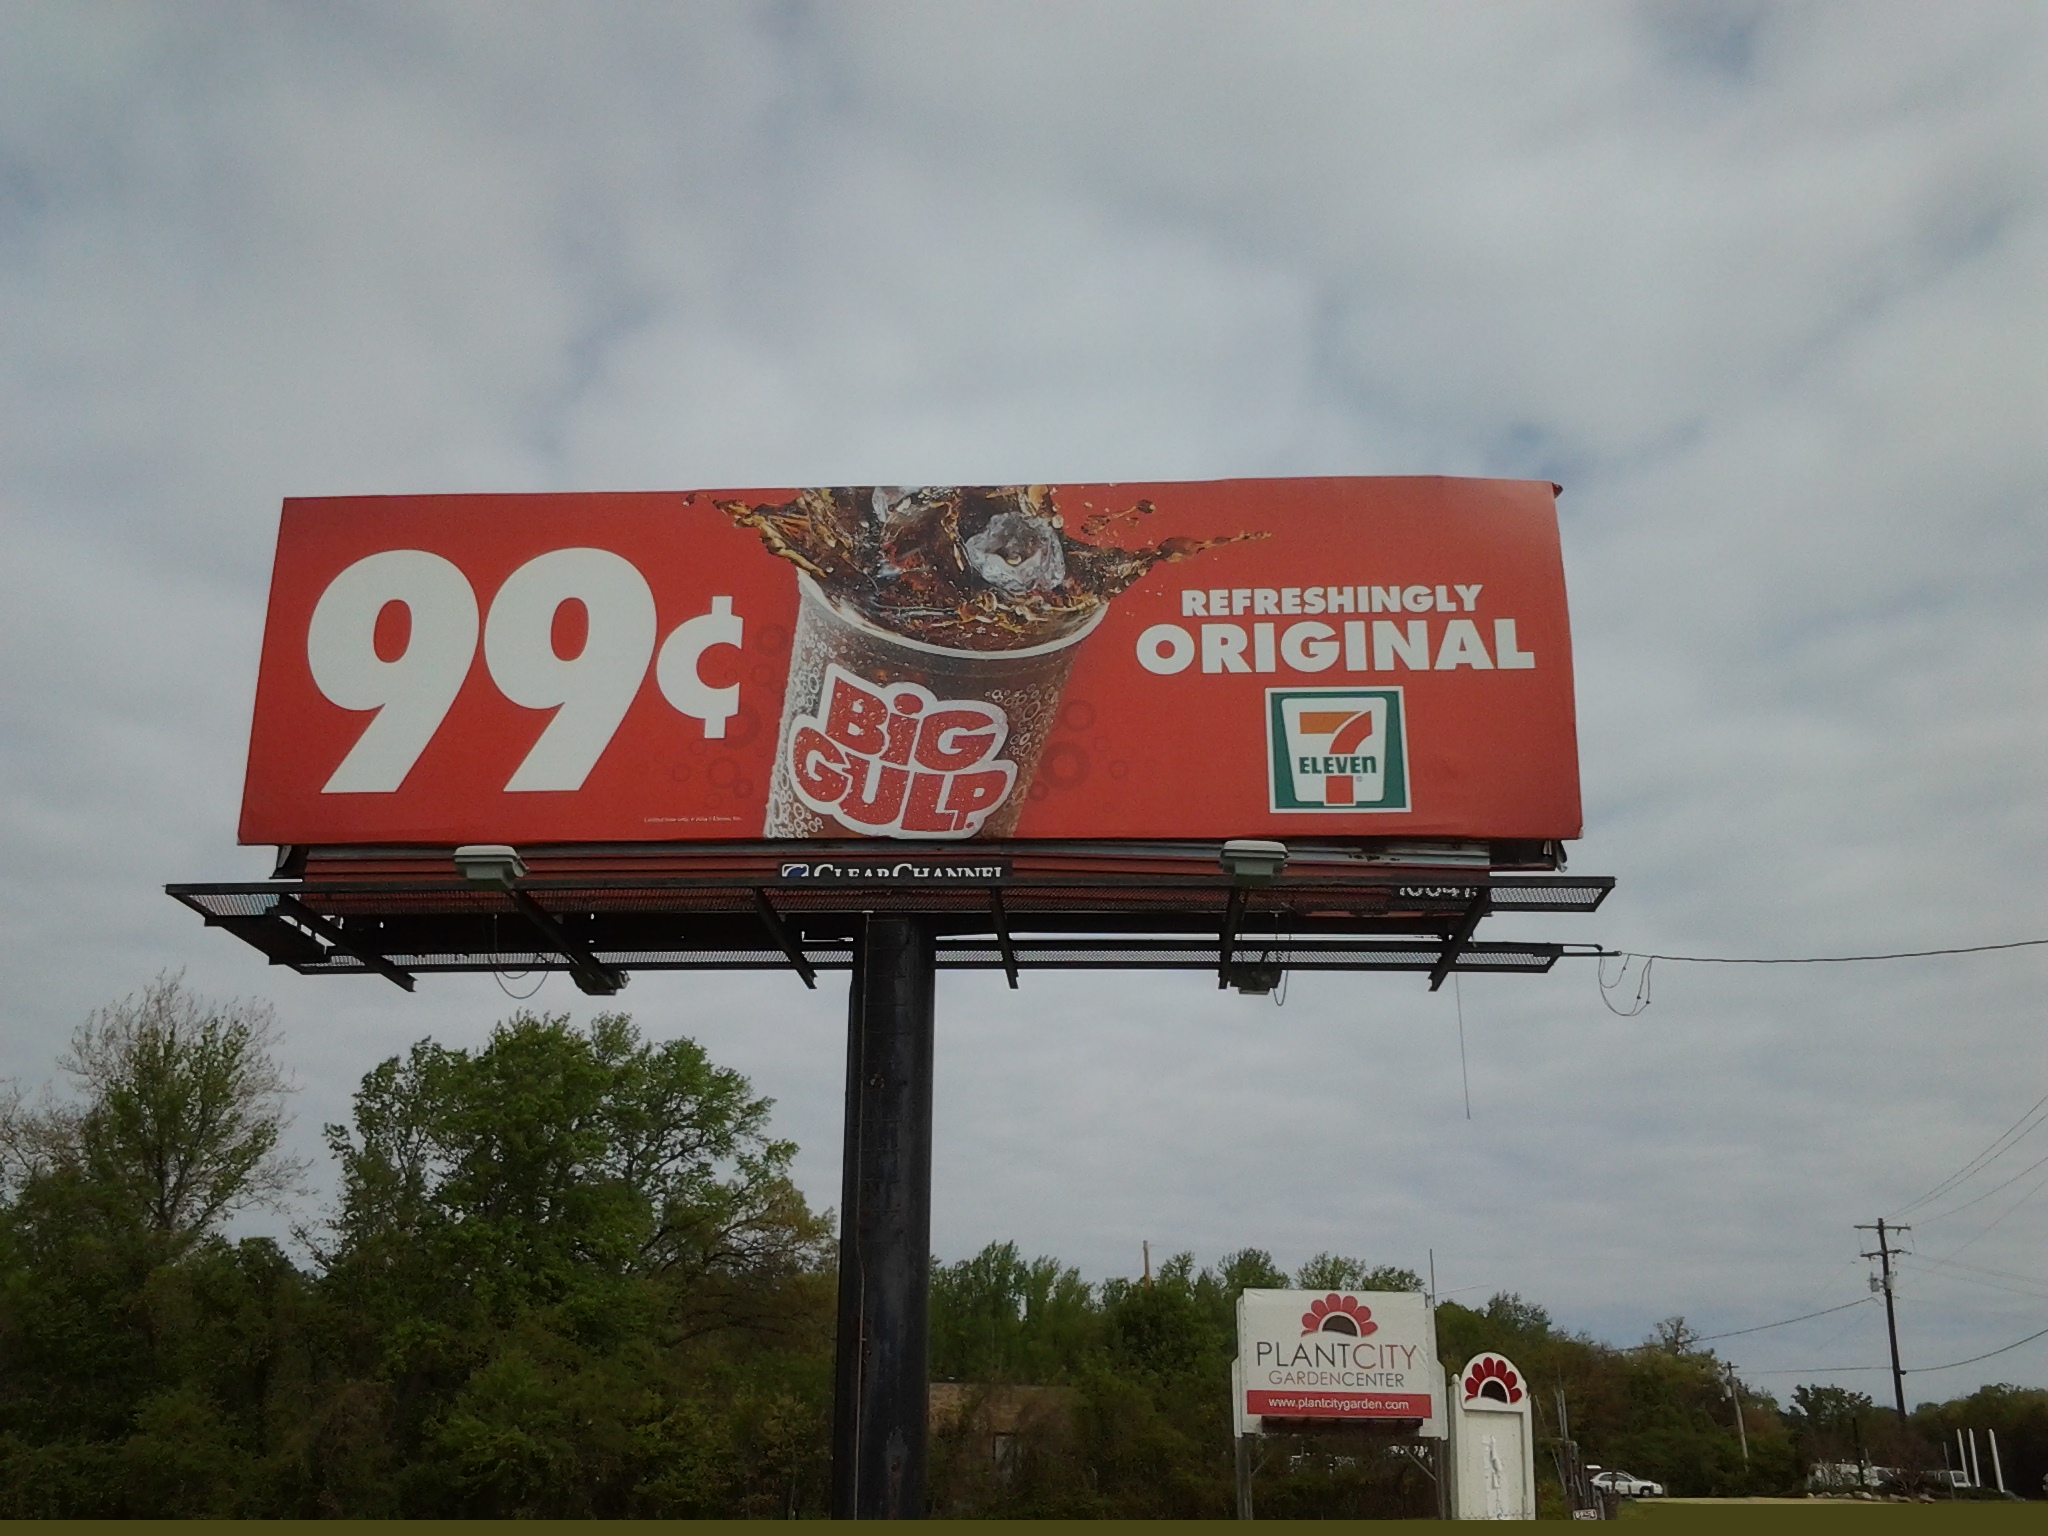 99¢
BIG
GULP
REFRESHINGLY
ORIGINAL
7
ELEVEN
CLEAR CHANNEL
PLANTCITY
GARDENCENTER
www.plantcitygarden.com